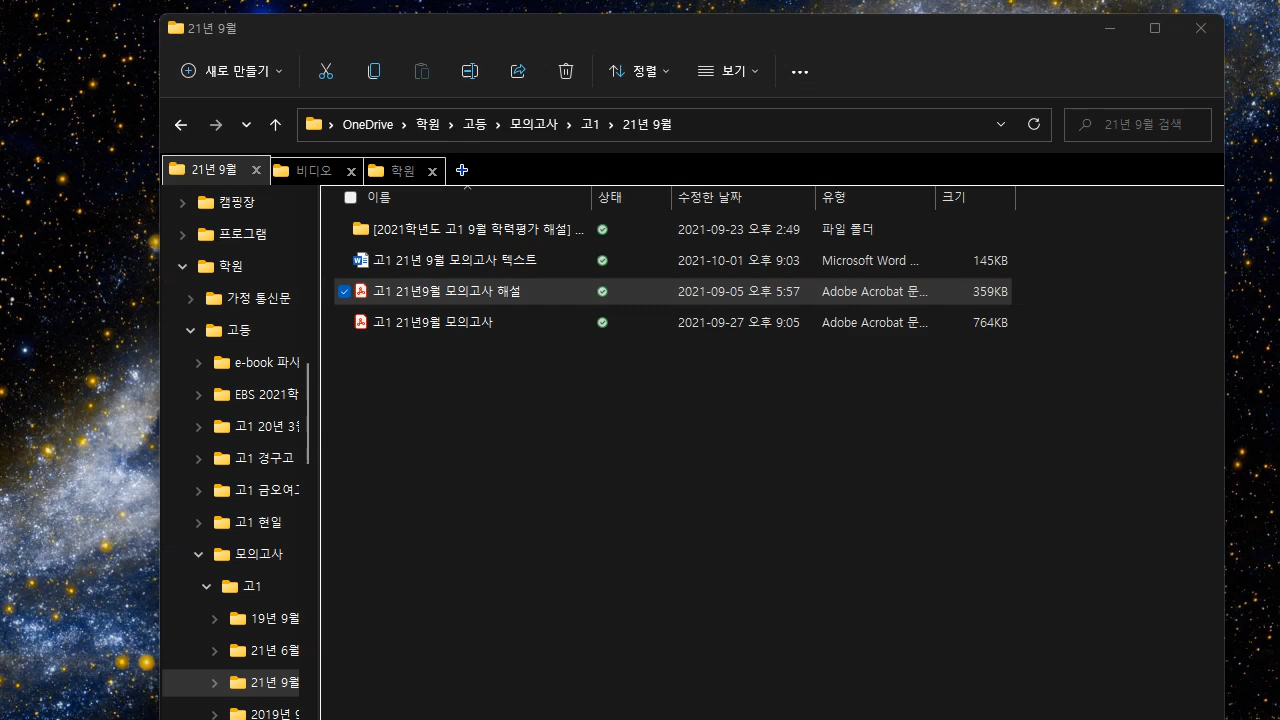 21년 9월
새로 만들기 정렬 보기
OneDrive 학원 고등 모의고사 고1 21년 9월 21년 9월 검색
21년 9월 비디오 학원
이름 상태 수정한 날짜 유형 크기
[2021학년도 고1 9월 학력평가 해설] ... 2021-09-23 오후 2:49 파일 폴더
고1 21년 9월 모의고사 텍스트 2021-10-01 오후 9:03 Microsoft Word ... 145KB
고1 21년9월 모의고사 해설 2021-09-05 오후 5:57 Adobe Acrobat 문... 359KB
고1 21년9월 모의고사 2021-09-27 오후 9:05 Adobe Acrobat 문... 764KB
캠핑장
프로그램
학원
가정 통신문
고등
e-book 파사
EBS 2021학
고1 20년 3
고1 경구고
고1 금오여고
고1 현일
모의고사
고1
19년 9월
21년 6월
21년 9월
2019년 9